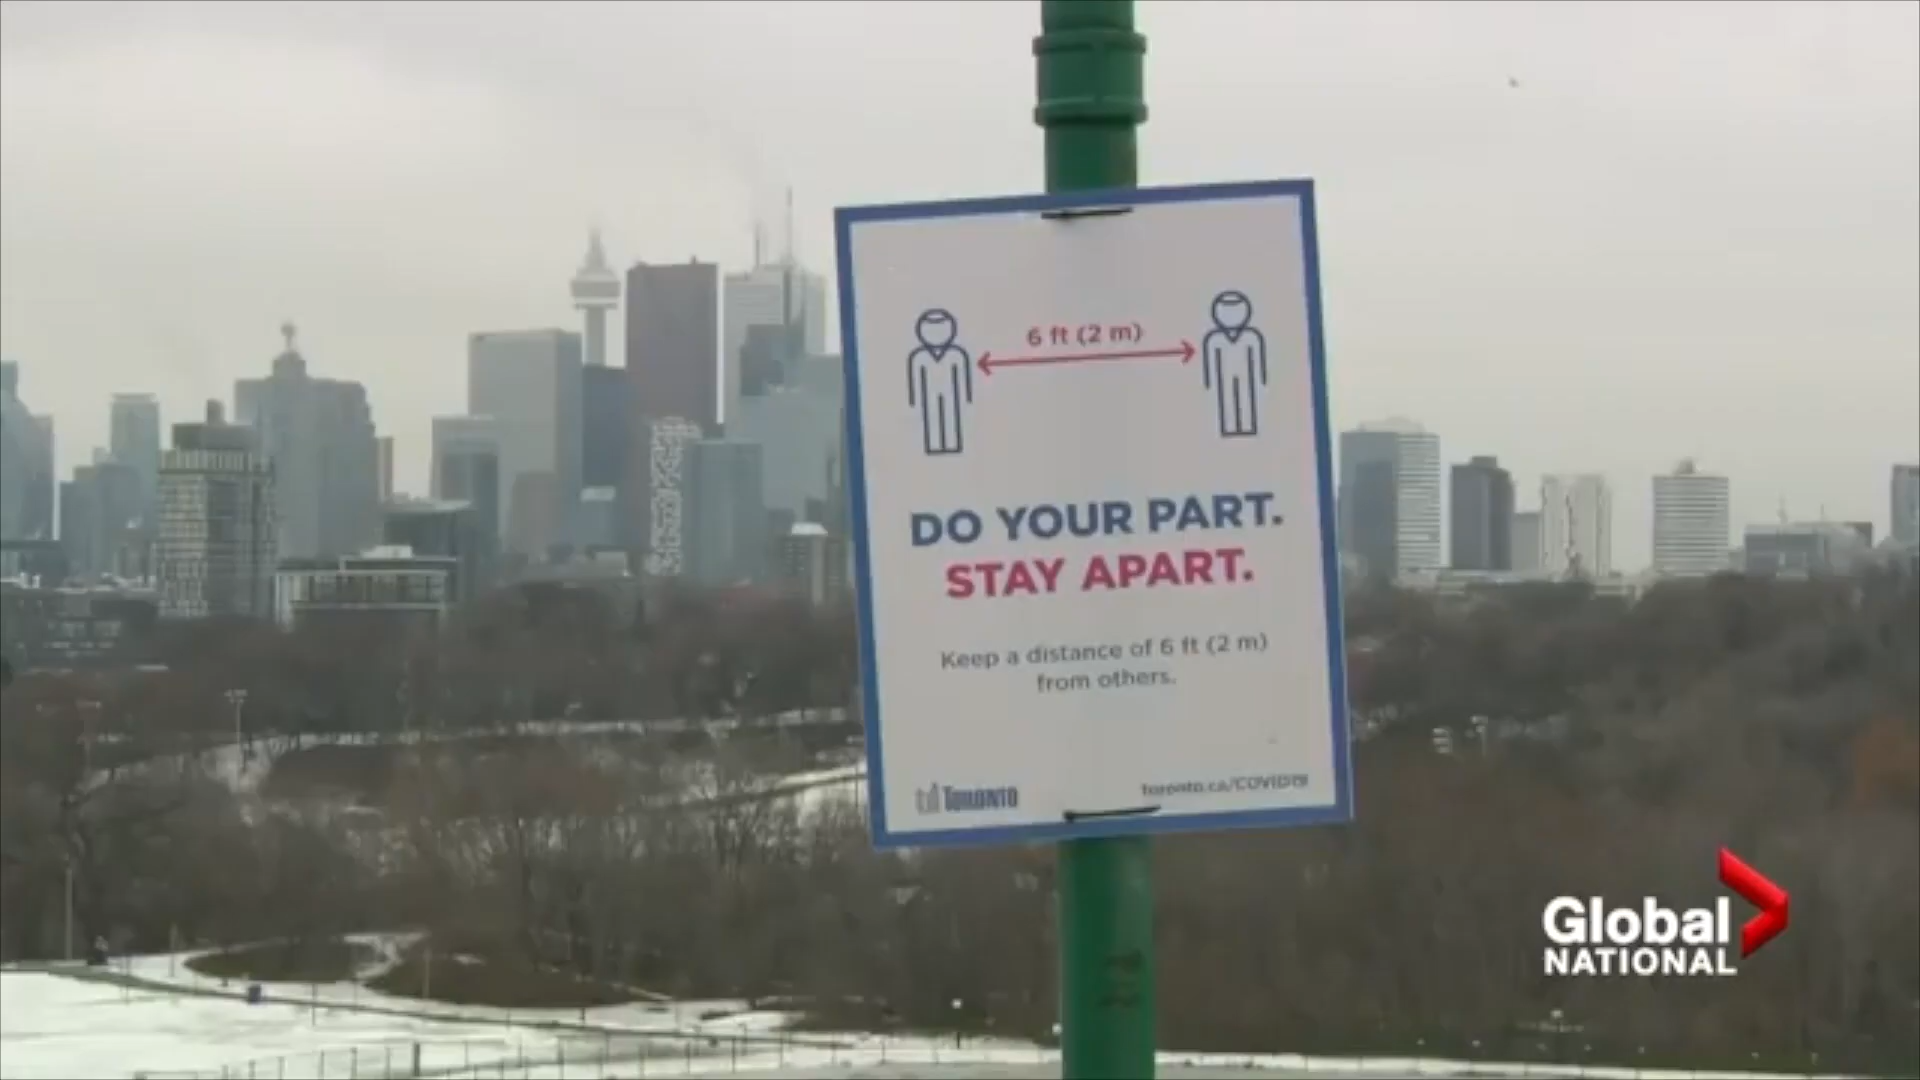 6 ft (2 m)
DO YOUR PART.
STAY APART.
Keep a distance of 6 ft (2 m)
from others.
TORONTO
toronto.ca/COVID19
Global
NATIONAL